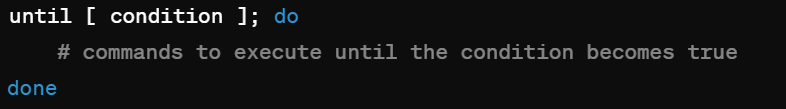 until [ condition ]; do
    # commands to execute until the condition becomes true
done